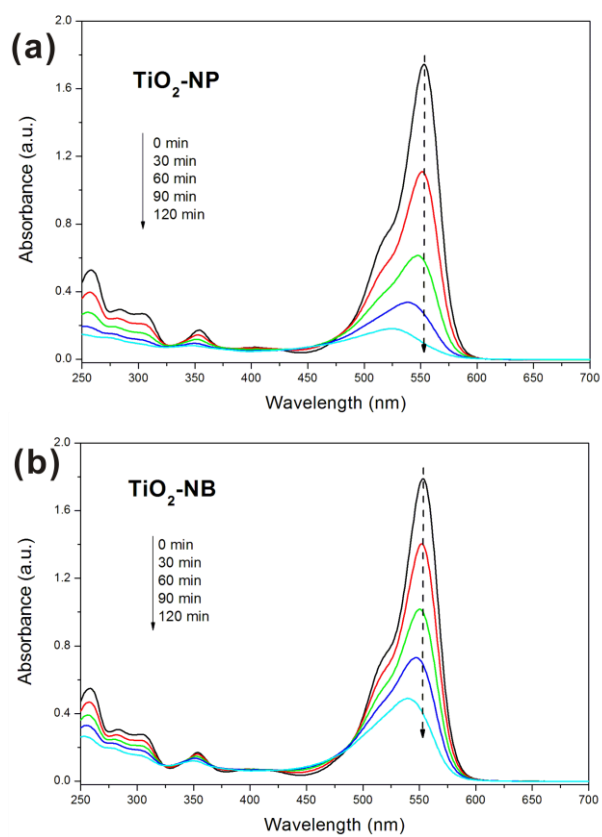 (a)
TiO2-NP
0 min
30 min
60 min
90 min
120 min
Absorbance (a.u.)
2.0
1.6
1.2
0.8
0.4
0.0
250 300 350 400 450 500 550 600 650 700
Wavelength (nm)
(b)
TiO2-NB
0 min
30 min
60 min
90 min
120 min
Absorbance (a.u.)
2.0
1.6
1.2
0.8
0.4
0.0
250 300 350 400 450 500 550 600 650 700
Wavelength (nm)